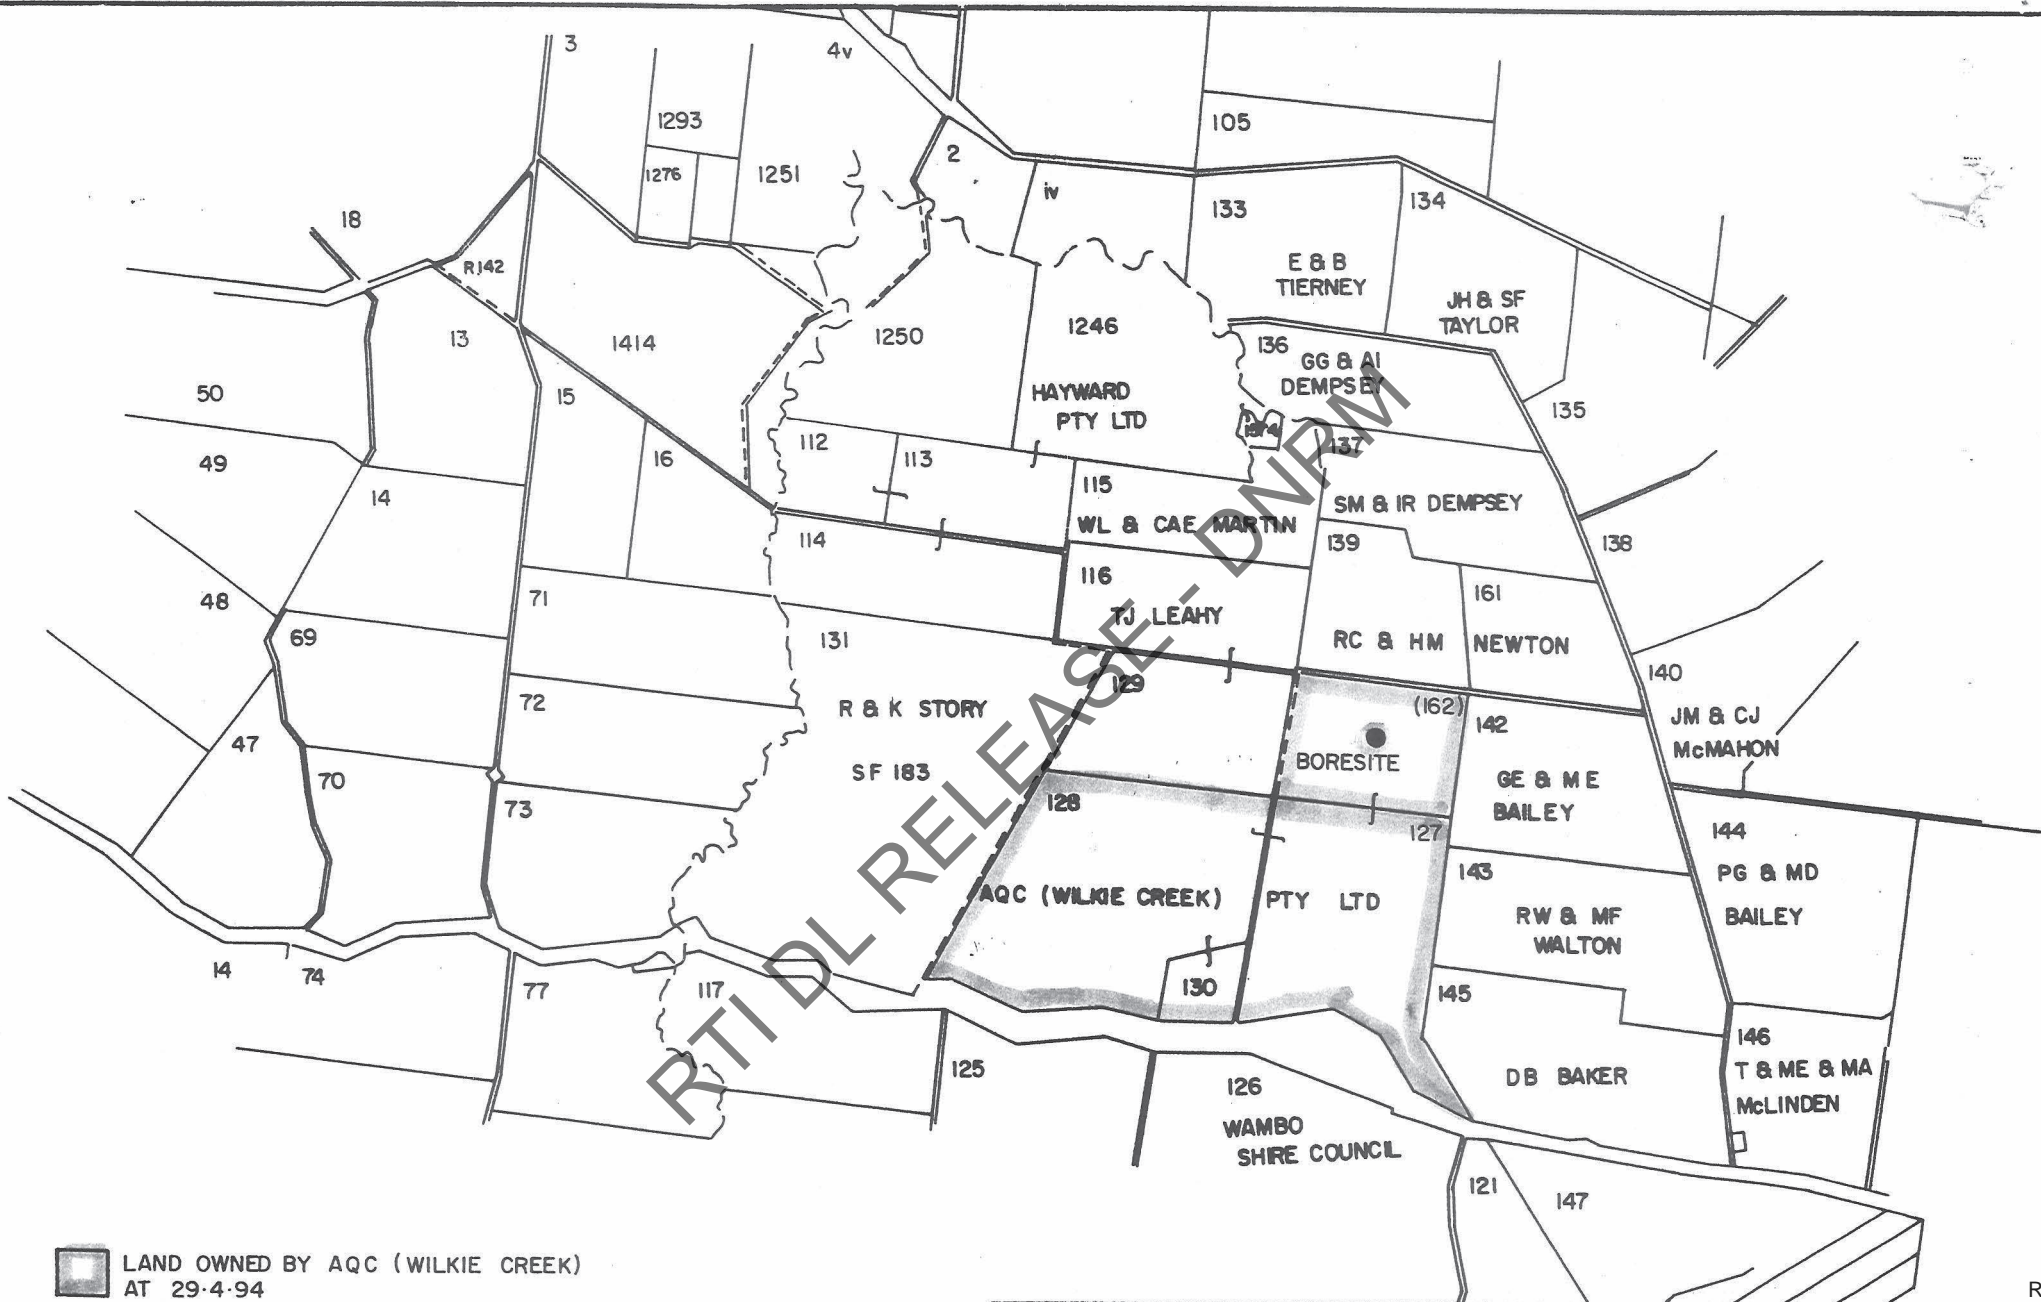 3
4v
1293
1276
1251
2
iv
105
133
134
18
R142
E & B
TIERNEY
JH & SF
TAYLOR
13
1414
1250
1246
136
GG & AI
DEMPSEY
50
15
HAYWARD
PTY LTD
135
49
16
112
113
137
14
115
SM & IR DEMPSEY
WL & CAE MARTIN
114
139
138
48
71
116
161
69
131
TJ LEAHY
RC & HM
NEWTON
140
129
72
R & K STORY
(162)
142
JM & CJ
McMAHON
47
70
SF 183
BORESITE
GE & ME
BAILEY
73
128
127
144
143
PG & MD
BAILEY
AQC (WILKIE CREEK)
PTY LTD
RW & MF
WALTON
14
74
77
117
130
145
146
125
126
DB BAKER
T & ME & MA
McLINDEN
WAMBO
SHIRE COUNCIL
121
147
RTI DL RELEASE - DNRM
LAND OWNED BY AQC (WILKIE CREEK)
AT 29·4·94
R